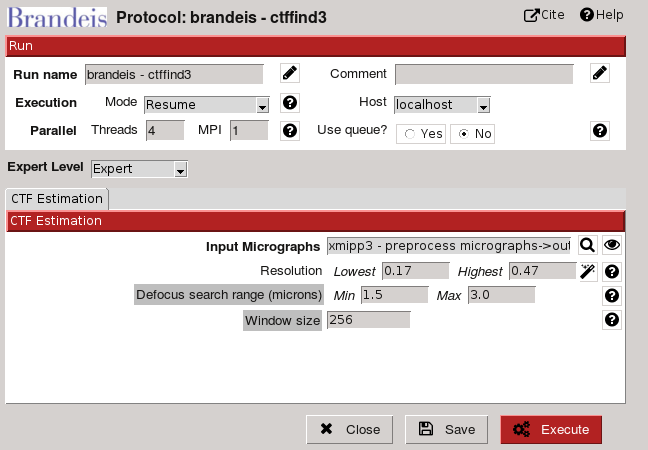 Brandeis Protocol: brandeis - ctffind3 Cite Help
Run
Run name brandeis - ctffind3 Comment
Execution Mode Resume Host localhost
Parallel Threads 4 MPI 1 Use queue? Yes No
Expert Level Expert
CTF Estimation
CTF Estimation
Input Micrographs xmipp3 - preprocess micrographs->out
Resolution Lowest 0.17 Highest 0.47
Defocus search range (microns) Min 1.5 Max 3.0
Window size 256
Close Save Execute